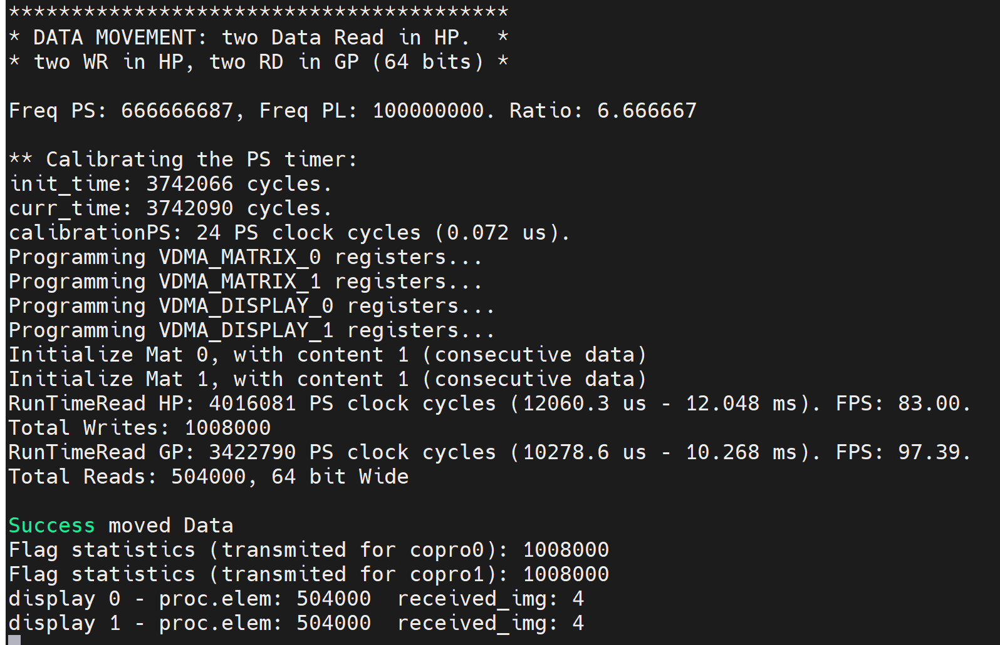 ****************************************
* DATA MOVEMENT: two Data Read in HP.  *
* two WR in HP, two RD in GP (64 bits) *
Freq PS: 666666687, Freq PL: 100000000. Ratio: 6.666667
** Calibrating the PS timer:
init_time: 3742066 cycles.
curr_time: 3742090 cycles.
calibrationPS: 24 PS clock cycles (0.072 us).
Programming VDMA_MATRIX_0 registers...
Programming VDMA_MATRIX_1 registers...
Programming VDMA_DISPLAY_0 registers...
Programming VDMA_DISPLAY_1 registers...
Initialize Mat 0, with content 1 (consecutive data)
Initialize Mat 1, with content 1 (consecutive data)
RunTimeRead HP: 4016081 PS clock cycles (12060.3 us - 12.048 ms). FPS: 83.00.
Total Writes: 1008000
RunTimeRead GP: 3422790 PS clock cycles (10278.6 us - 10.268 ms). FPS: 97.39.
Total Reads: 504000, 64 bit Wide
Success moved Data
Flag statistics (transmited for copro0): 1008000
Flag statistics (transmited for copro1): 1008000
display 0 - proc.elem: 504000  received_img: 4
display 1 - proc.elem: 504000  received_img: 4